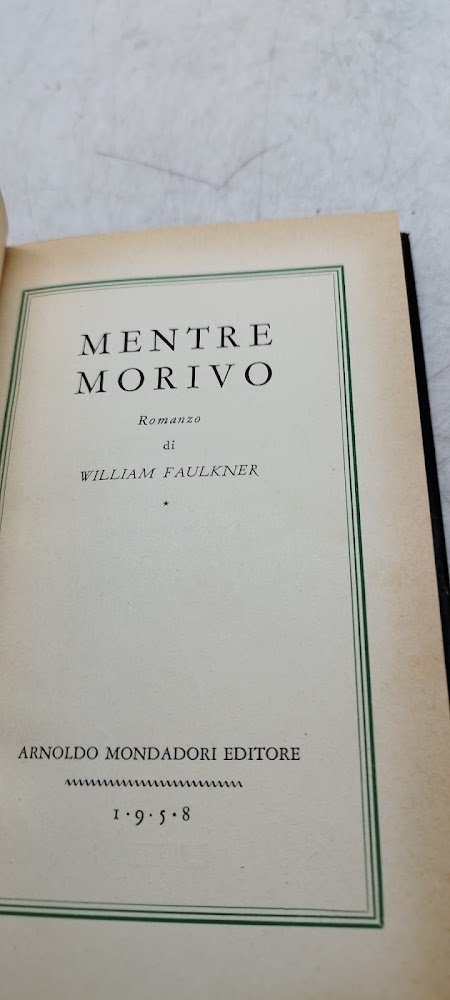 MENTRE
MORIVO
Romanzo
di
WILLIAM FAULKNER
*
ARNOLDO MONDADORI EDITORE
1·9·5·8